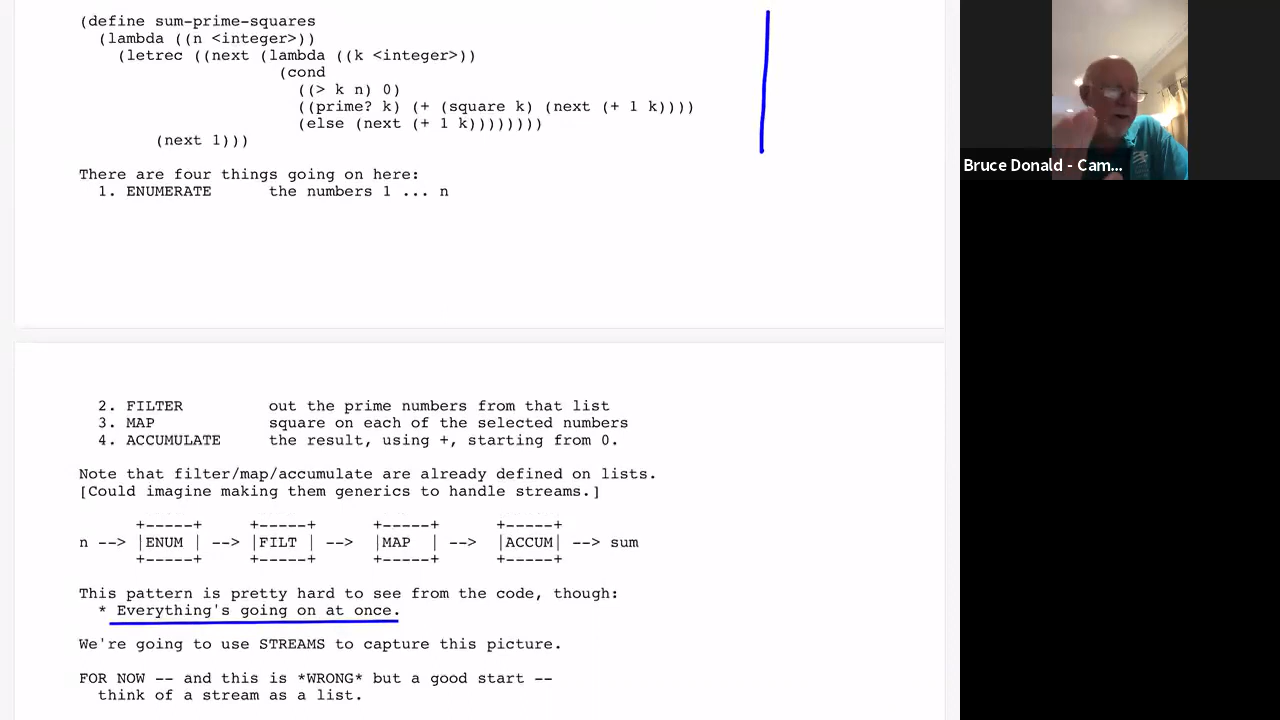 (define sum-prime-squares
(lambda ((n <integer>))
(letrec ((next (lambda ((k <integer>))
(cond
((> k n) 0)
((prime? k) (+ (square k) (next (+ 1 k))))
(else (next (+ 1 k))))))))
(next 1)))
There are four things going on here:
1. ENUMERATE the numbers 1 ... n
2. FILTER out the prime numbers from that list
3. MAP square on each of the selected numbers
4. ACCUMULATE the result, using +, starting from 0.
Note that filter/map/accumulate are already defined on lists.
[Could imagine making them generics to handle streams.]
+-----+ +-----+ +-----+ +-----+
n --> |ENUM | --> |FILT | --> |MAP | --> |ACCUM| --> sum
+-----+ +-----+ +-----+ +-----+
This pattern is pretty hard to see from the code, though:
* Everything's going on at once.
We're going to use STREAMS to capture this picture.
FOR NOW -- and this is *WRONG* but a good start --
think of a stream as a list.
Bruce Donald - Cam...